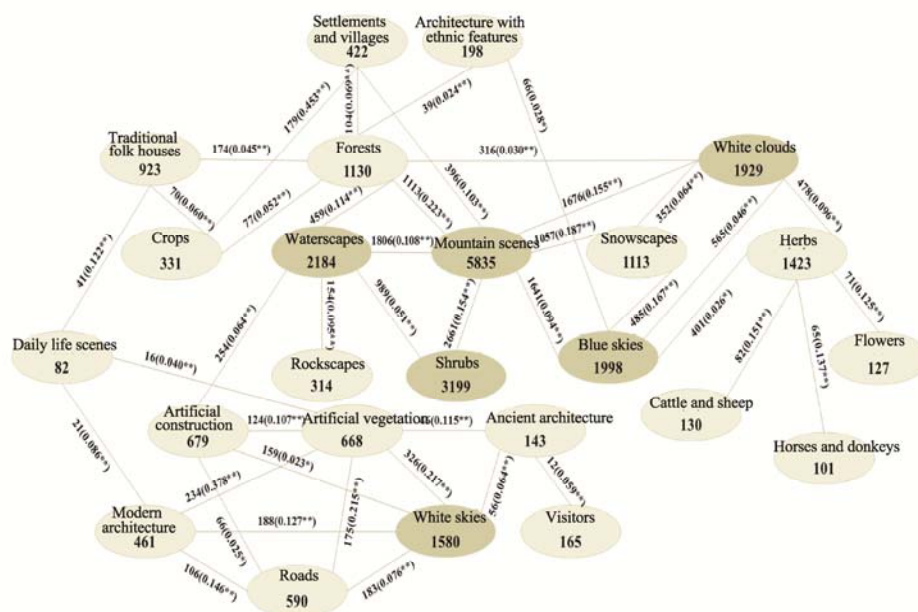 Settlements
and villages
422
Architecture with
ethnic features
198
66(0.028*)
39(0.024**)
104(0.069**)
179(0.453**)
Traditional
folk houses
923
174(0.045**)
Forests
1130
316(0.030**)
White clouds
1929
396(0.103**)
1113(0.223**)
1676(0.155**)
478(0.096**)
70(0.060**)
77(0.052**)
459(0.114**)
352(0.064**)
565(0.046**)
Crops
331
Waterscapes
2184
1806(0.108**)
Mountain scenes
5835
1057(0.187**)
Snowscapes
1113
Herbs
1423
41(0.122**)
154(0.095**)
989(0.051**)
2661(0.154**)
1641(0.094**)
485(0.167**)
401(0.026*)
71(0.125**)
254(0.064**)
82(0.151**)
65(0.137**)
Daily life scenes
82
16(0.040**)
Rockscapes
314
Shrubs
3199
Blue skies
1998
Flowers
127
Cattle and sheep
130
Artificial
construction
679
124(0.107**)
Artificial vegetation
668
(0.115**)
Ancient architecture
143
Horses and donkeys
101
21(0.086**)
159(0.023*)
326(0.217**)
12(0.059**)
234(0.378**)
56(0.064**)
175(0.215**)
Modern
architecture
461
188(0.127**)
White skies
1580
Visitors
165
66(0.025*)
106(0.146**)
Roads
590
183(0.076**)